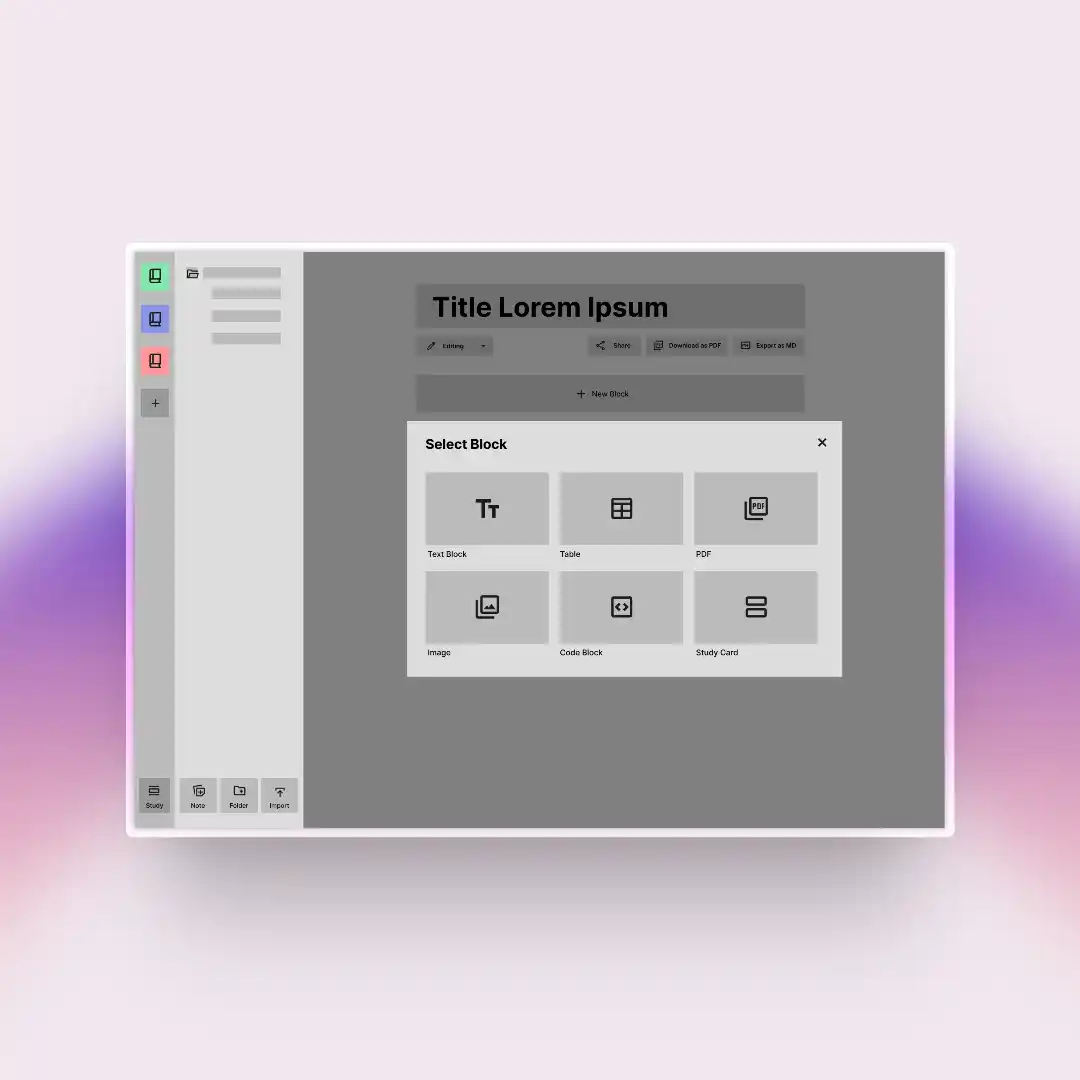 Title Lorem Ipsum
Editing
Share
Download as PDF
Export as MD
+ New Block
Select Block
Text Block
Table
PDF
PDF
Image
Code Block
Study Card
Study
Note
Folder
Import